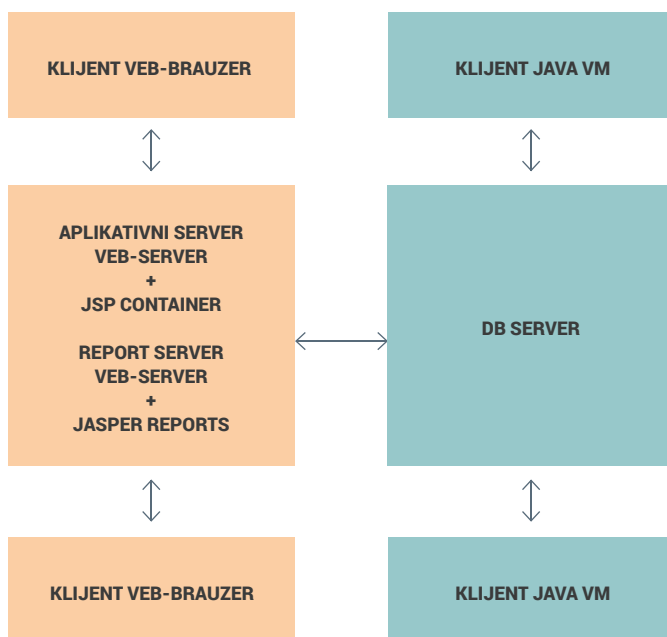 KLIJENT VEB-BRAUZER
KLIJENT JAVA VM
APLIKATIVNI SERVER
VEB-SERVER
+
JSP CONTAINER
REPORT SERVER
VEB-SERVER
+
JASPER REPORTS
DB SERVER
KLIJENT VEB-BRAUZER
KLIJENT JAVA VM